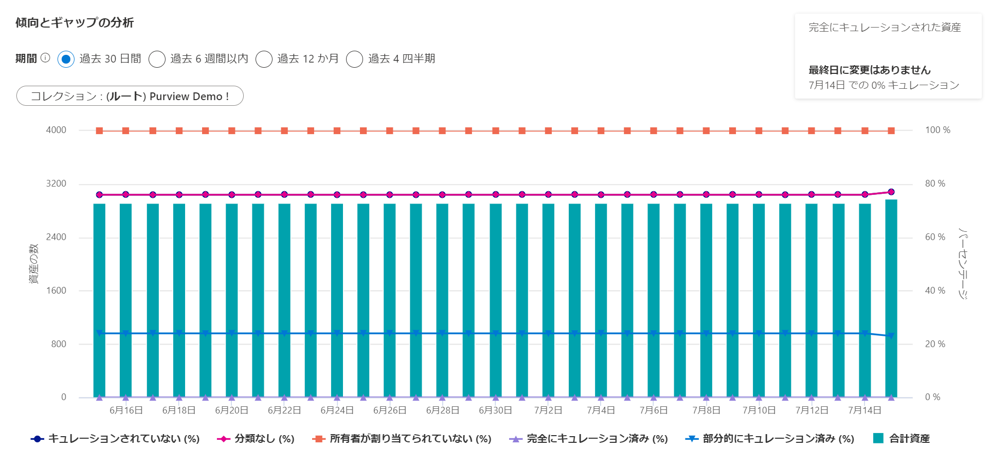 傾向とギャップの分析
完全にキュレーションされた資産
最終日に変更はありません
7月14日 での 0% キュレーション
期間 過去 30 日間 過去 6 週間以内 過去 12 か月 過去 4 四半期
コレクション : (ルート) Purview Demo !
4000
3200
2400
1600
800
0
資産の数
100 %
80 %
60 %
40 %
20 %
0 %
パーセンテージ
6月16日 6月18日 6月20日 6月22日 6月24日 6月26日 6月28日 6月30日 7月2日 7月4日 7月6日 7月8日 7月10日 7月12日 7月14日
キュレーションされていない (%) 分類なし (%) 所有者が割り当てられていない (%) 完全にキュレーション済み (%) 部分的にキュレーション済み (%) 合計資産